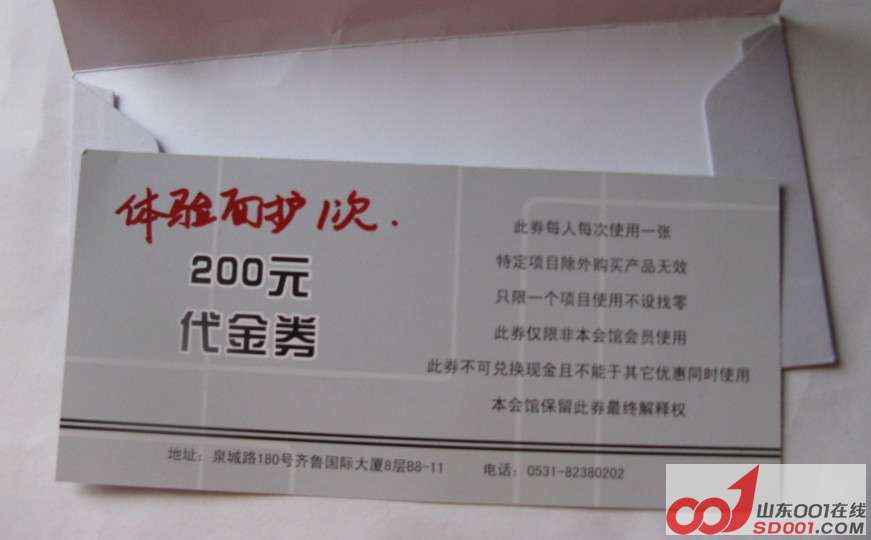 体验面护1次.
200元
代金券
此券每人每次使用一张
特定项目除外购买产品无效
只限一个项目使用不设找零
此券仅限非本会馆会员使用
此券不可兑换现金且不能于其它优惠同时使用
本会馆保留此券最终解释权
地址：泉城路180号齐鲁国际大厦8层B8-11 电话：0531-82380202
山东001在线
SD001.com